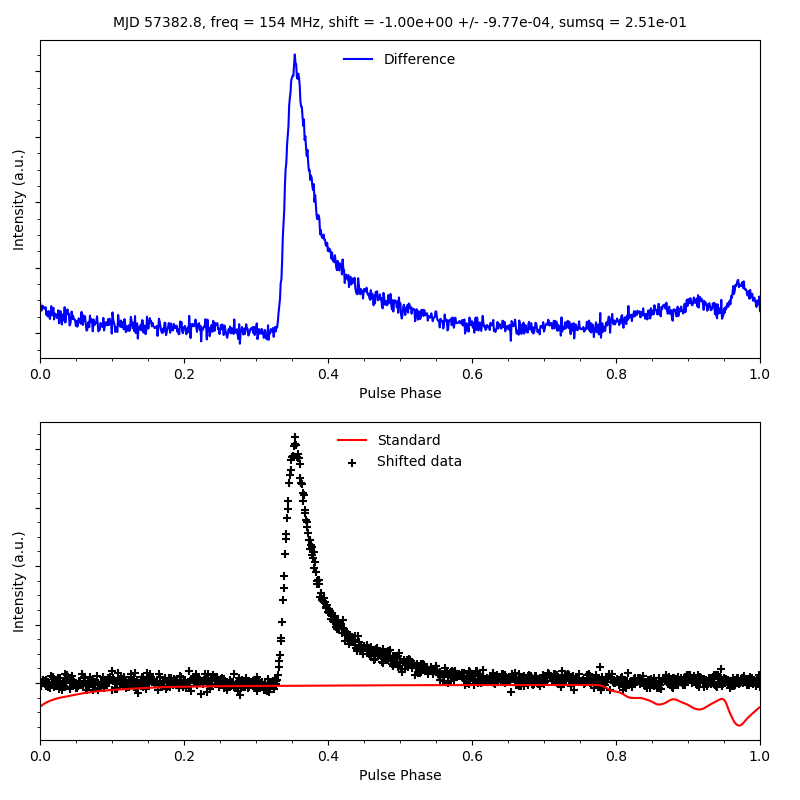 MJD 57382.8, freq = 154 MHz, shift = -1.00e+00 +/- -9.77e-04, sumsq = 2.51e-01
Difference
Intensity (a.u.)
0.0 0.2 0.4 0.6 0.8 1.0
Pulse Phase
Standard
Shifted data
Intensity (a.u.)
0.0 0.2 0.4 0.6 0.8 1.0
Pulse Phase